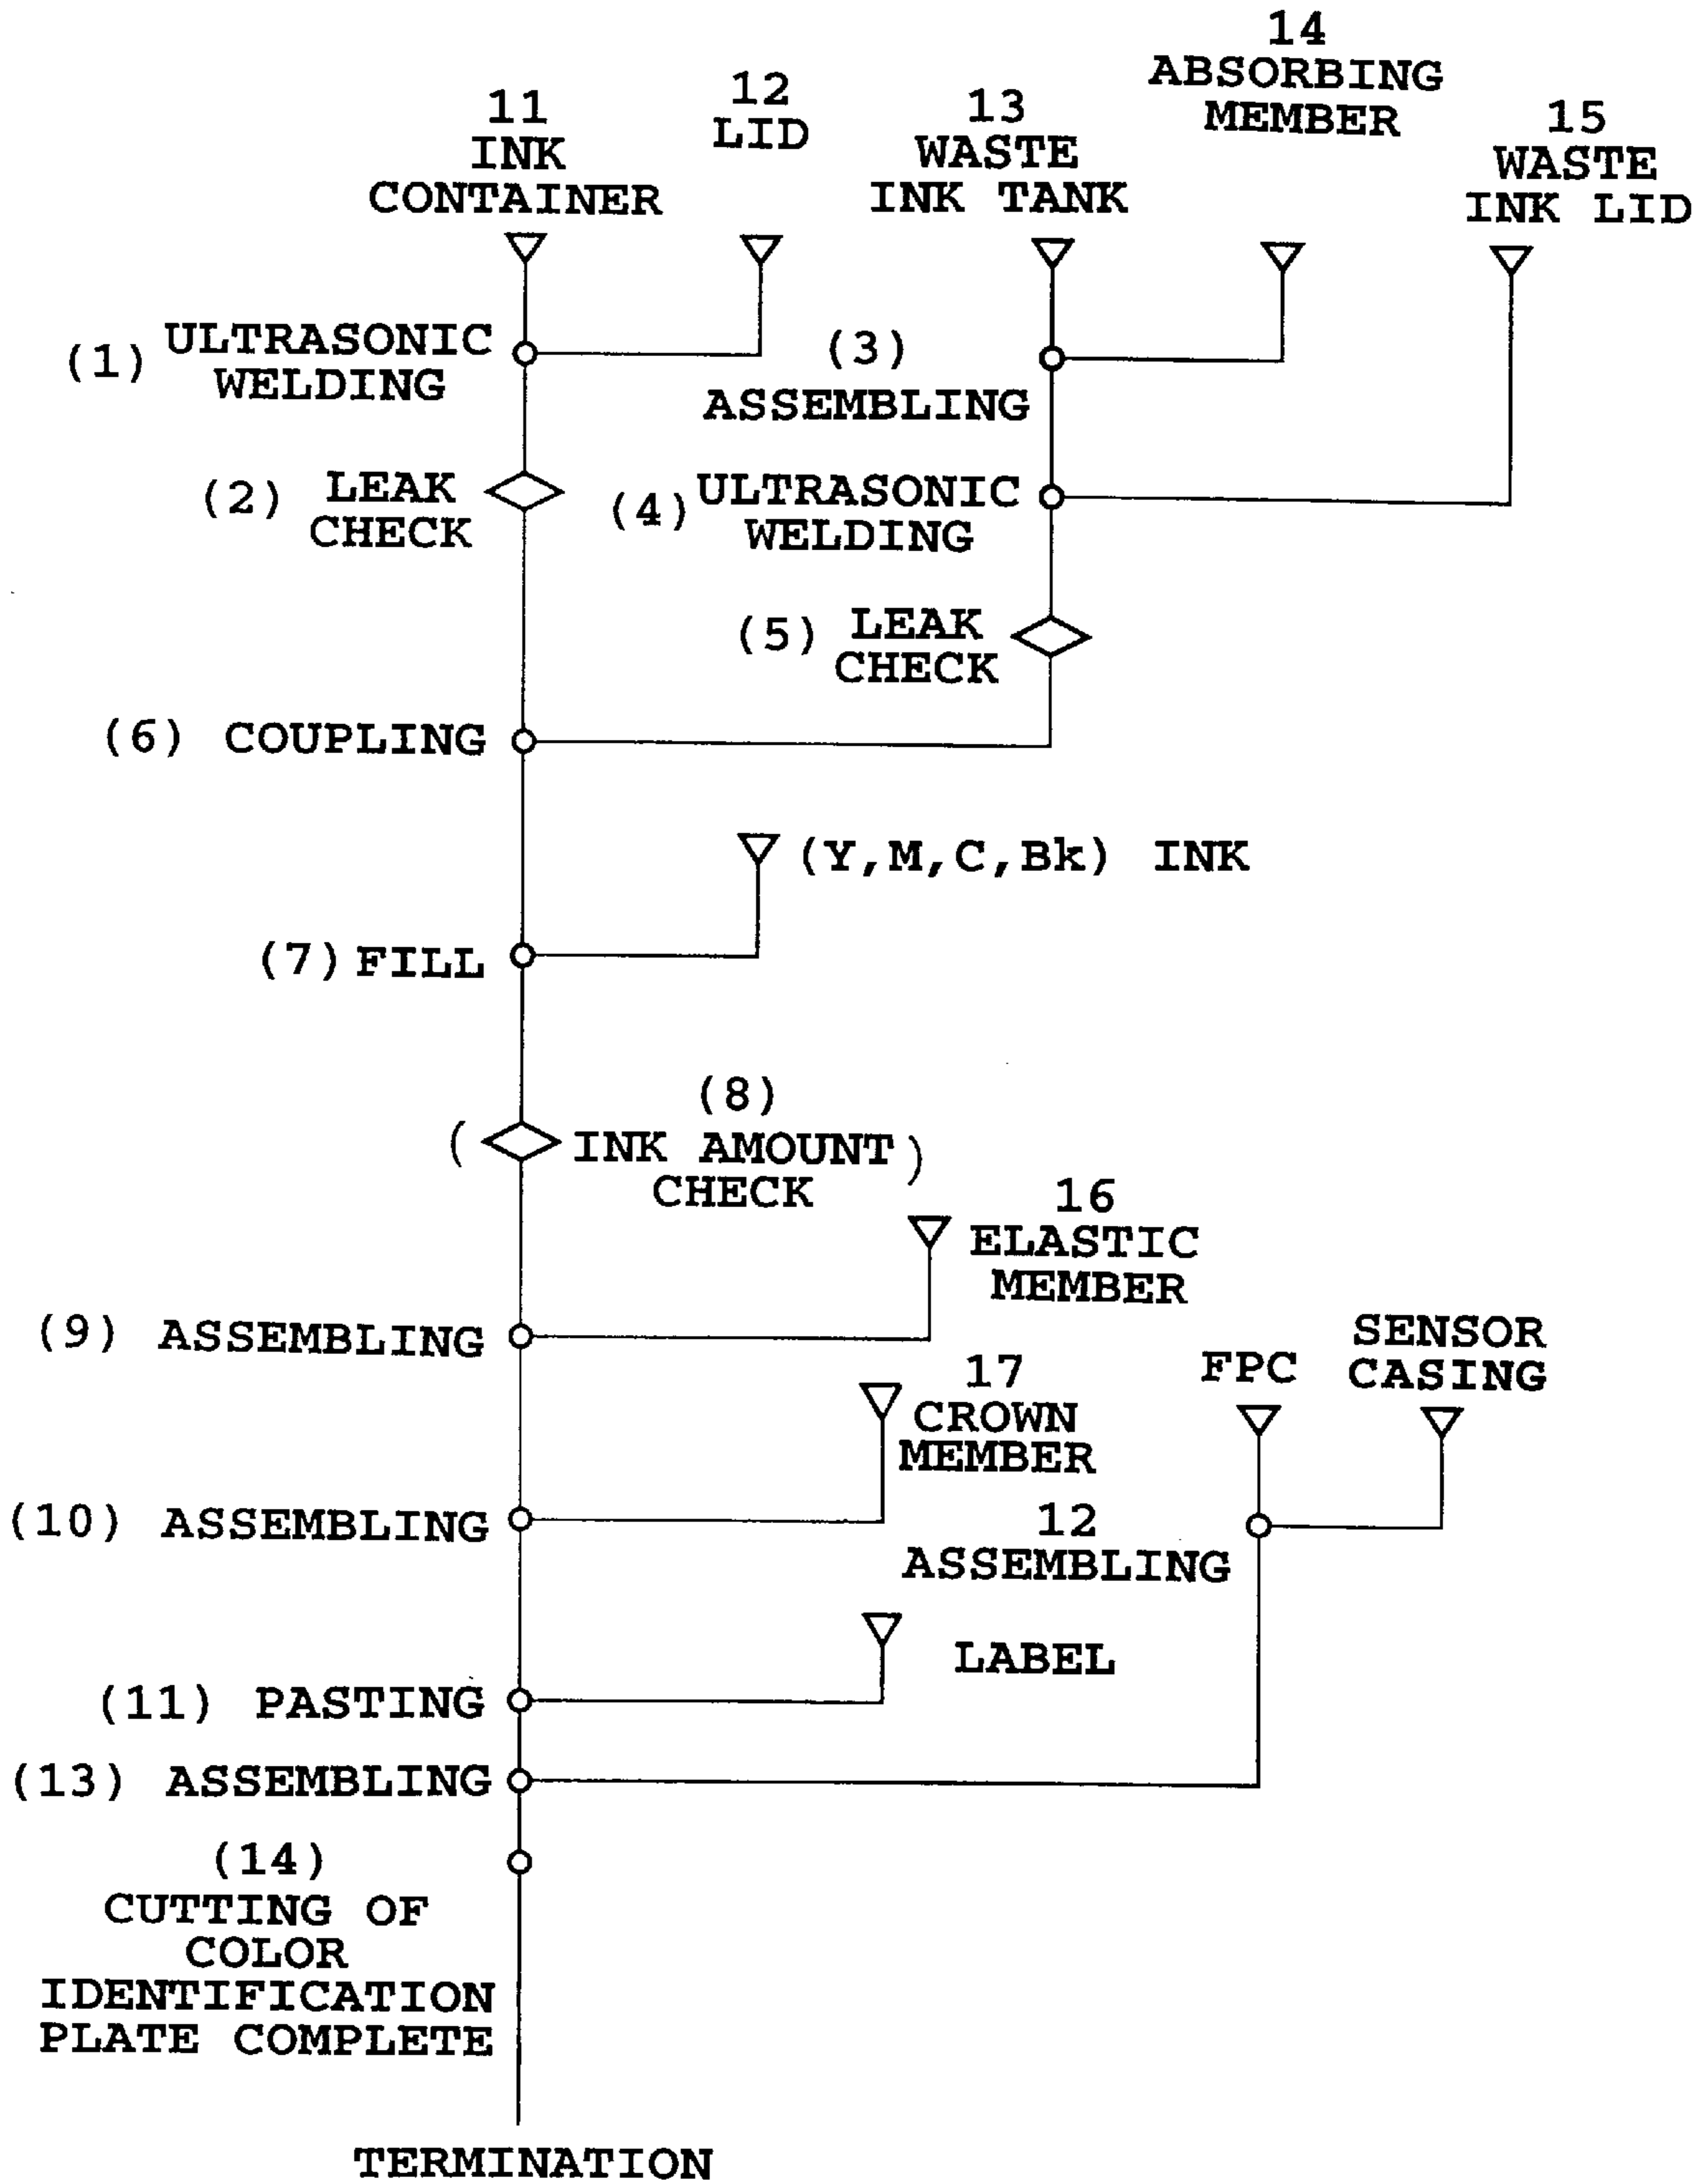 14
ABSORBING
MEMBER
12
LID
11
INK
CONTAINER
13
WASTE
INK TANK
15
WASTE
INK LID
(1) ULTRASONIC
WELDING
(3)
ASSEMBLING
(2) LEAK
CHECK
(4) ULTRASONIC
WELDING
(5) LEAK
CHECK
(6) COUPLING
(Y,M,C,Bk) INK
(7) FILL
(8)
( INK AMOUNT )
CHECK
16
ELASTIC
MEMBER
(9) ASSEMBLING
17
CROWN
MEMBER
FPC
SENSOR
CASING
(10) ASSEMBLING
12
ASSEMBLING
LABEL
(11) PASTING
(13) ASSEMBLING
(14)
CUTTING OF
COLOR
IDENTIFICATION
PLATE COMPLETE
TERMINATION